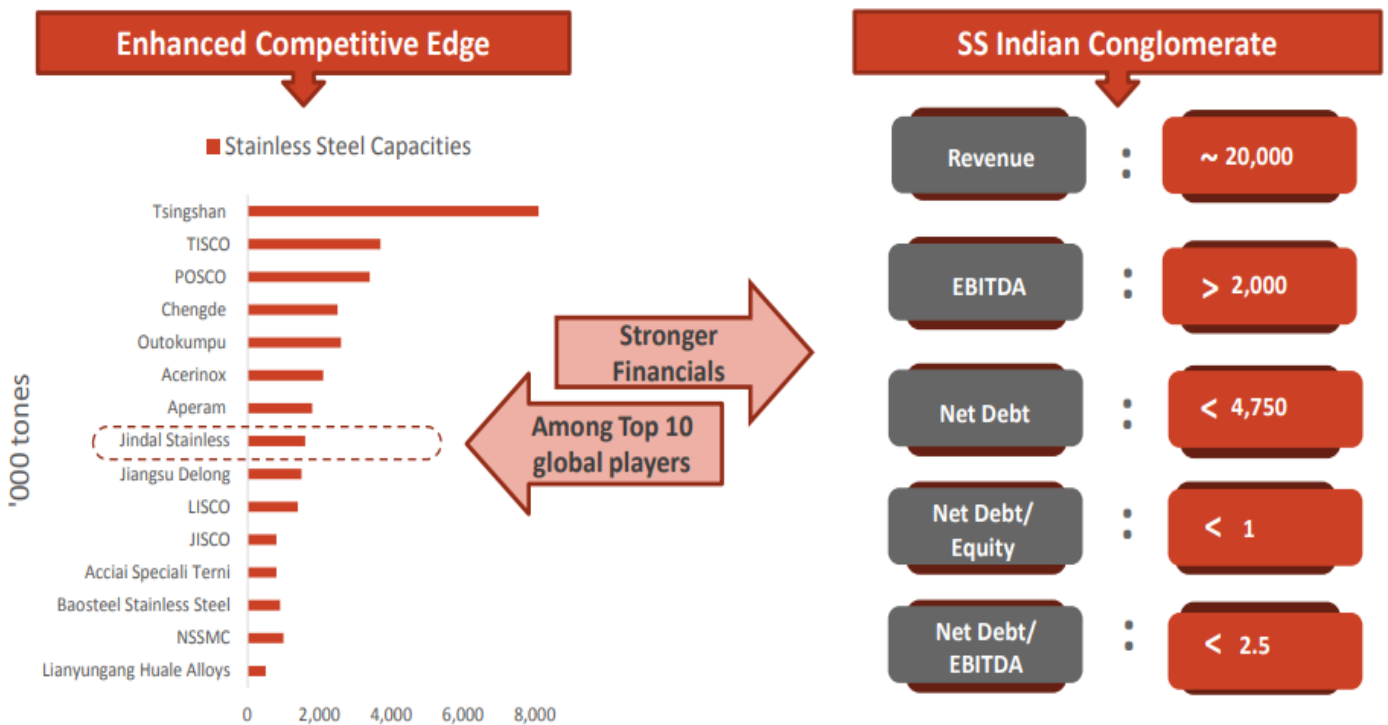 Enhanced Competitive Edge
Stainless Steel Capacities
'000 tones
Tsingshan
TISCO
POSCO
Chengde
Outokumpu
Acerinox
Aperam
Jindal Stainless
Jiangsu Delong
LISCO
JISCO
Acciai Speciali Terni
Baosteel Stainless Steel
NSSMC
Lianyungang Huale Alloys
0 2,000 4,000 6,000 8,000
Stronger
Financials
Among Top 10
global players
SS Indian Conglomerate
Revenue : ~ 20,000
EBITDA : > 2,000
Net Debt : < 4,750
Net Debt/
Equity : < 1
Net Debt/
EBITDA : < 2.5